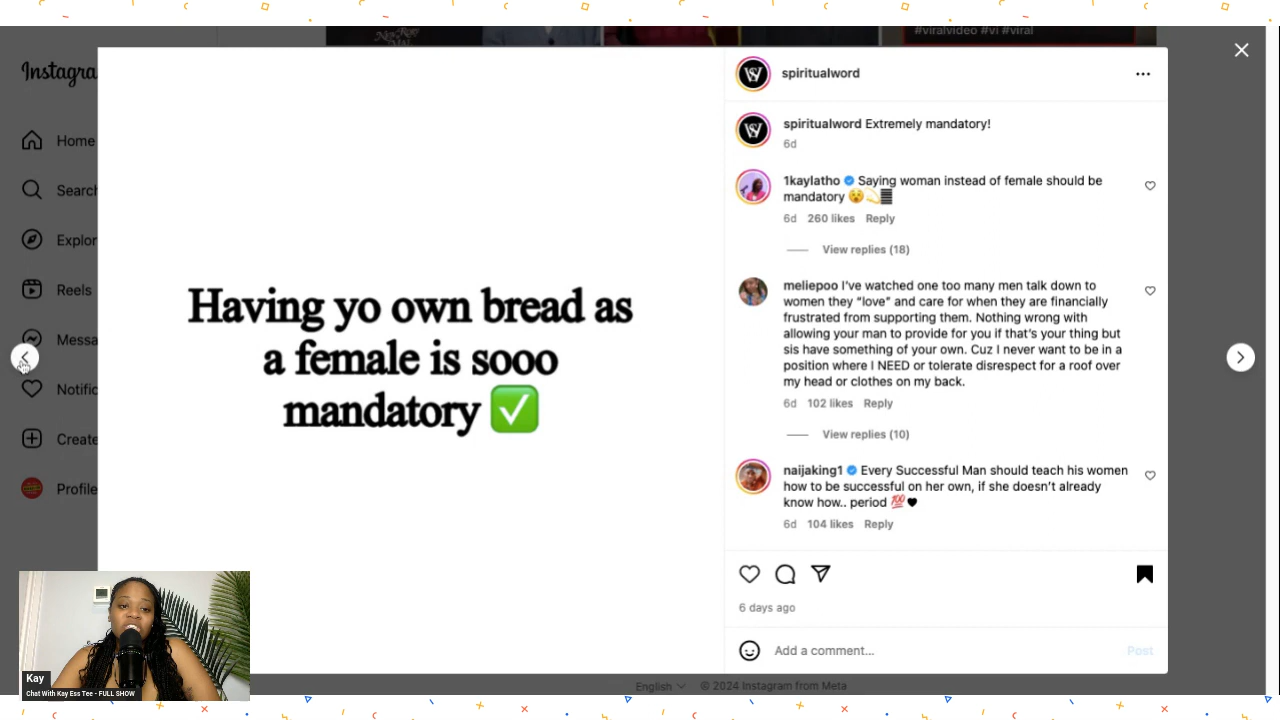 #viralvideo #vi #viral
Instagra
Home
Search
Explor
Reels
Messa
Notific
Create
Profile
Having yo own bread as
a female is sooo
mandatory ✅
spiritualword
spiritualword Extremely mandatory!
6d
1kaylatho Saying woman instead of female should be
mandatory
6d 260 likes Reply
View replies (18)
meliepoo I've watched one too many men talk down to
women they "love" and care for when they are financially
frustrated from supporting them. Nothing wrong with
allowing your man to provide for you if that's your thing but
sis have something of your own. Cuz I never want to be in a
position where I NEED or tolerate disrespect for a roof over
my head or clothes on my back.
6d 102 likes Reply
View replies (10)
naijaking1 Every Successful Man should teach his women
how to be successful on her own, if she doesn't already
know how.. period 💯🖤
6d 104 likes Reply
6 days ago
Add a comment...
Post
English © 2024 Instagram from Meta
Kay
Chat With Kay Ess Tee - FULL SHOW